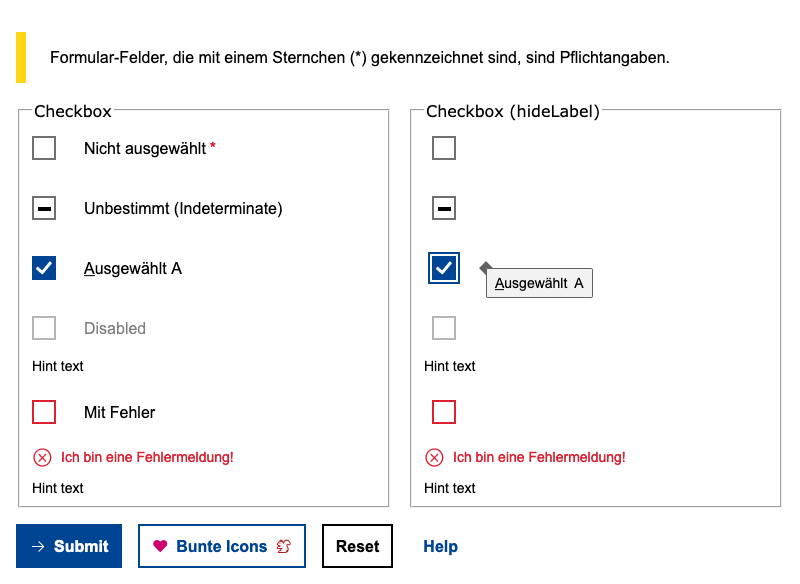 Formular-Felder, die mit einem Sternchen (*) gekennzeichnet sind, sind Pflichtangaben.
Checkbox
Nicht ausgewählt *
Unbestimmt (Indeterminate)
Ausgewählt A
Disabled
Hint text
Mit Fehler
Ich bin eine Fehlermeldung!
Hint text
Checkbox (hideLabel)
Ausgewählt A
Hint text
Ich bin eine Fehlermeldung!
Hint text
Submit
Bunte Icons
Reset
Help